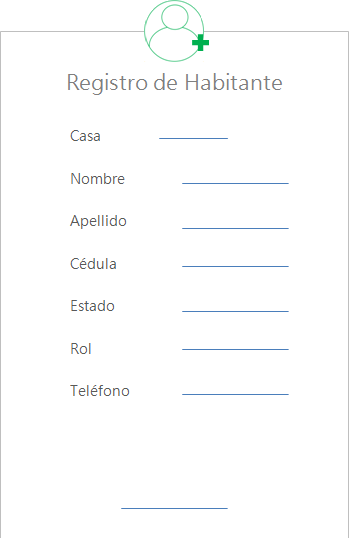 Registro de Habitante
Casa
Nombre
Apellido
Cédula
Estado
Rol
Teléfono